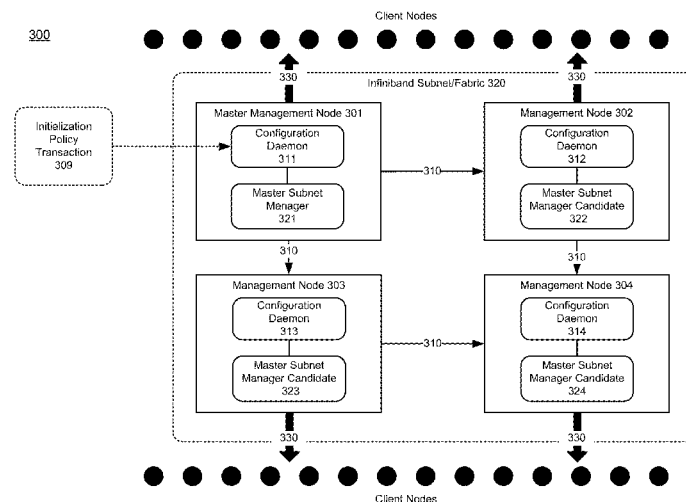 Client Nodes
300
330
330
Infiniband Subnet/Fabric 320
Initialization
Policy
Transaction
309
Master Management Node 301
Configuration
Daemon
311
Master Subnet
Manager
321
310
Management Node 302
Configuration
Daemon
312
Master Subnet
Manager Candidate
322
310
310
Management Node 303
Configuration
Daemon
313
Master Subnet
Manager Candidate
323
310
Management Node 304
Configuration
Daemon
314
Master Subnet
Manager Candidate
324
330
330
Client Nodes